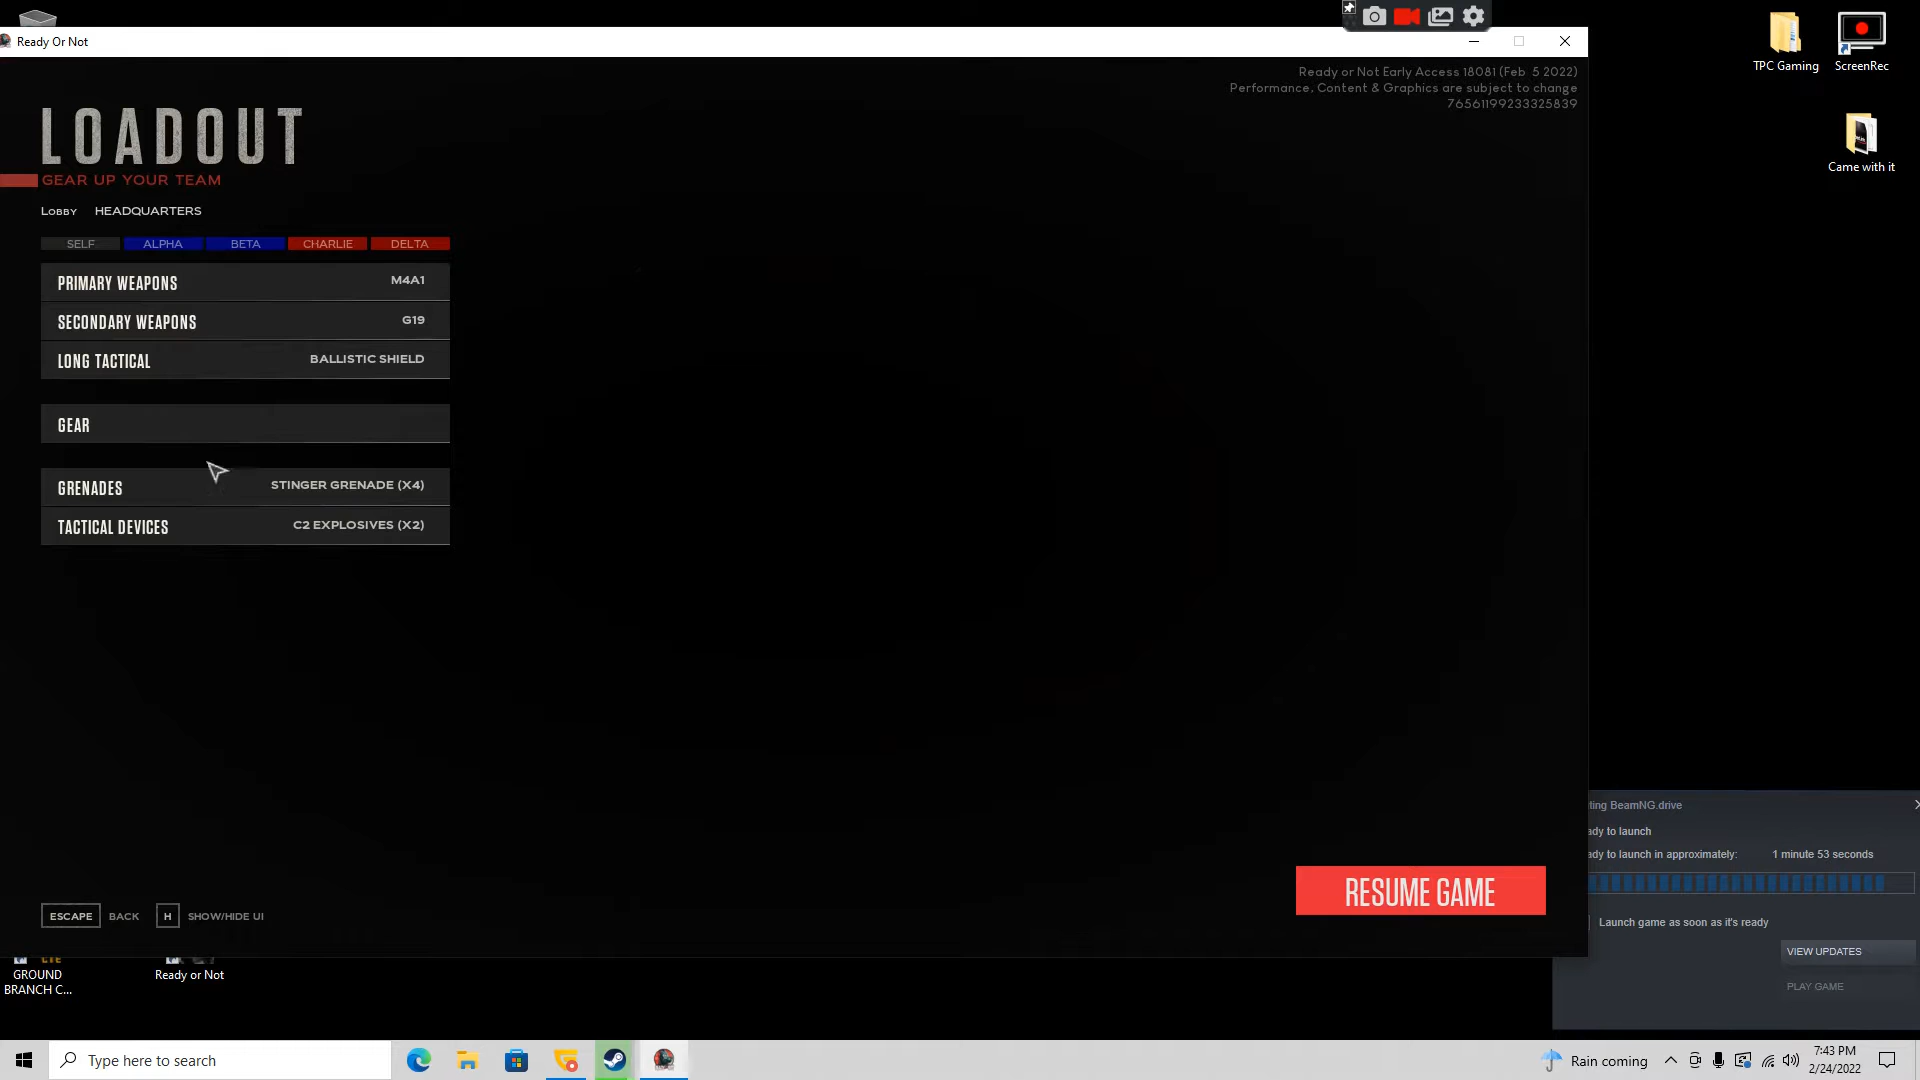 TPC Gaming
ScreenRec
Came with it
Ready Or Not
Ready or Not Early Access 18081 (Feb 5 2022)
Performance, Content & Graphics are subject to change
76561199233325839
LOADOUT
GEAR UP YOUR TEAM
LOBBY HEADQUARTERS
SELF ALPHA BETA CHARLIE DELTA
PRIMARY WEAPONS M4A1
SECONDARY WEAPONS G19
LONG TACTICAL BALLISTIC SHIELD
GEAR
GRENADES STINGER GRENADE (X4)
TACTICAL DEVICES C2 EXPLOSIVES (X2)
RESUME GAME
ESCAPE BACK H SHOW/HIDE UI
ting BeamNG.drive
ady to launch
ady to launch in approximately: 1 minute 53 seconds
Launch game as soon as it's ready
VIEW UPDATES
PLAY GAME
GROUND
BRANCH C...
Ready or Not
Type here to search
Rain coming
7:43 PM
2/24/2022